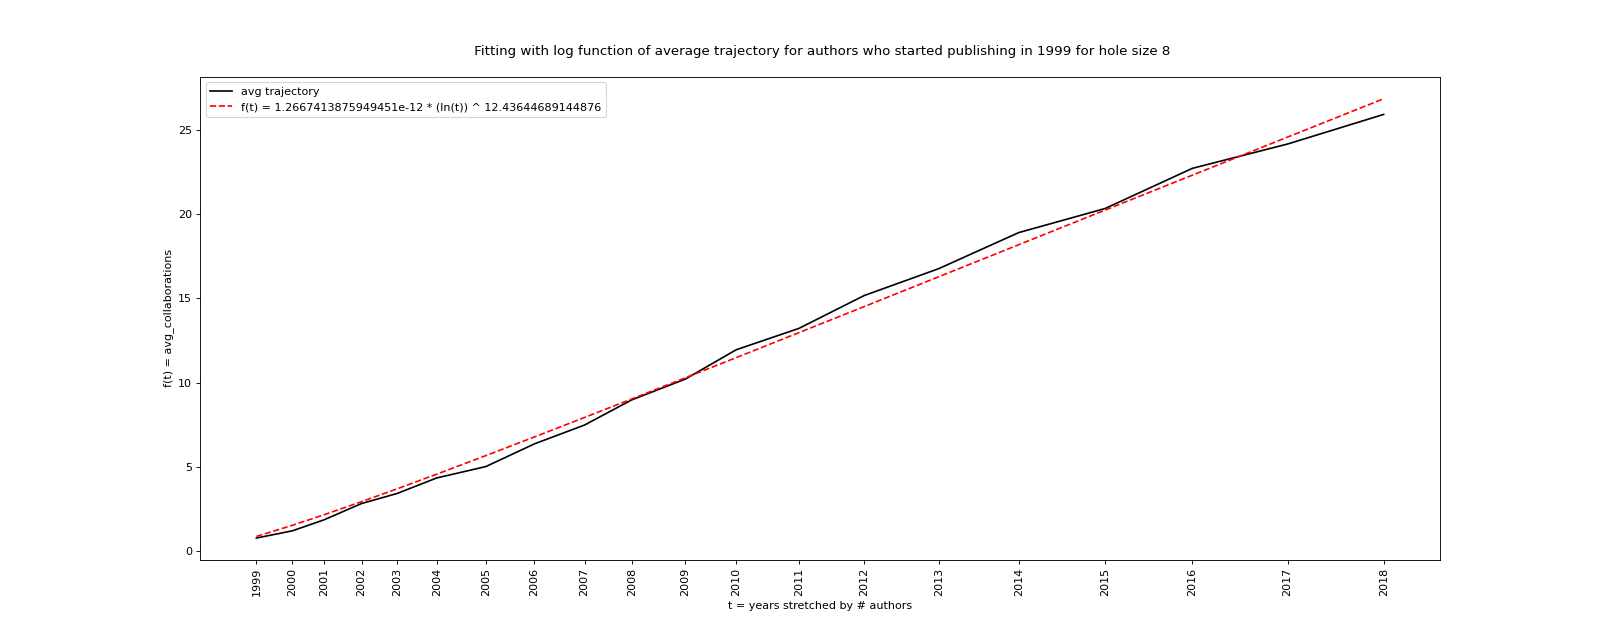 Fitting with log function of average trajectory for authors who started publishing in 1999 for hole size 8
avg trajectory
f(t) = 1.2667413875949451e-12 * (ln(t)) ^ 12.43644689144876
25
20
15
10
5
0
f(t) = avg_collaborations
1999 2000 2001 2002 2003 2004 2005 2006 2007 2008 2009 2010 2011 2012 2013 2014 2015 2016 2017 2018
t = years stretched by # authors